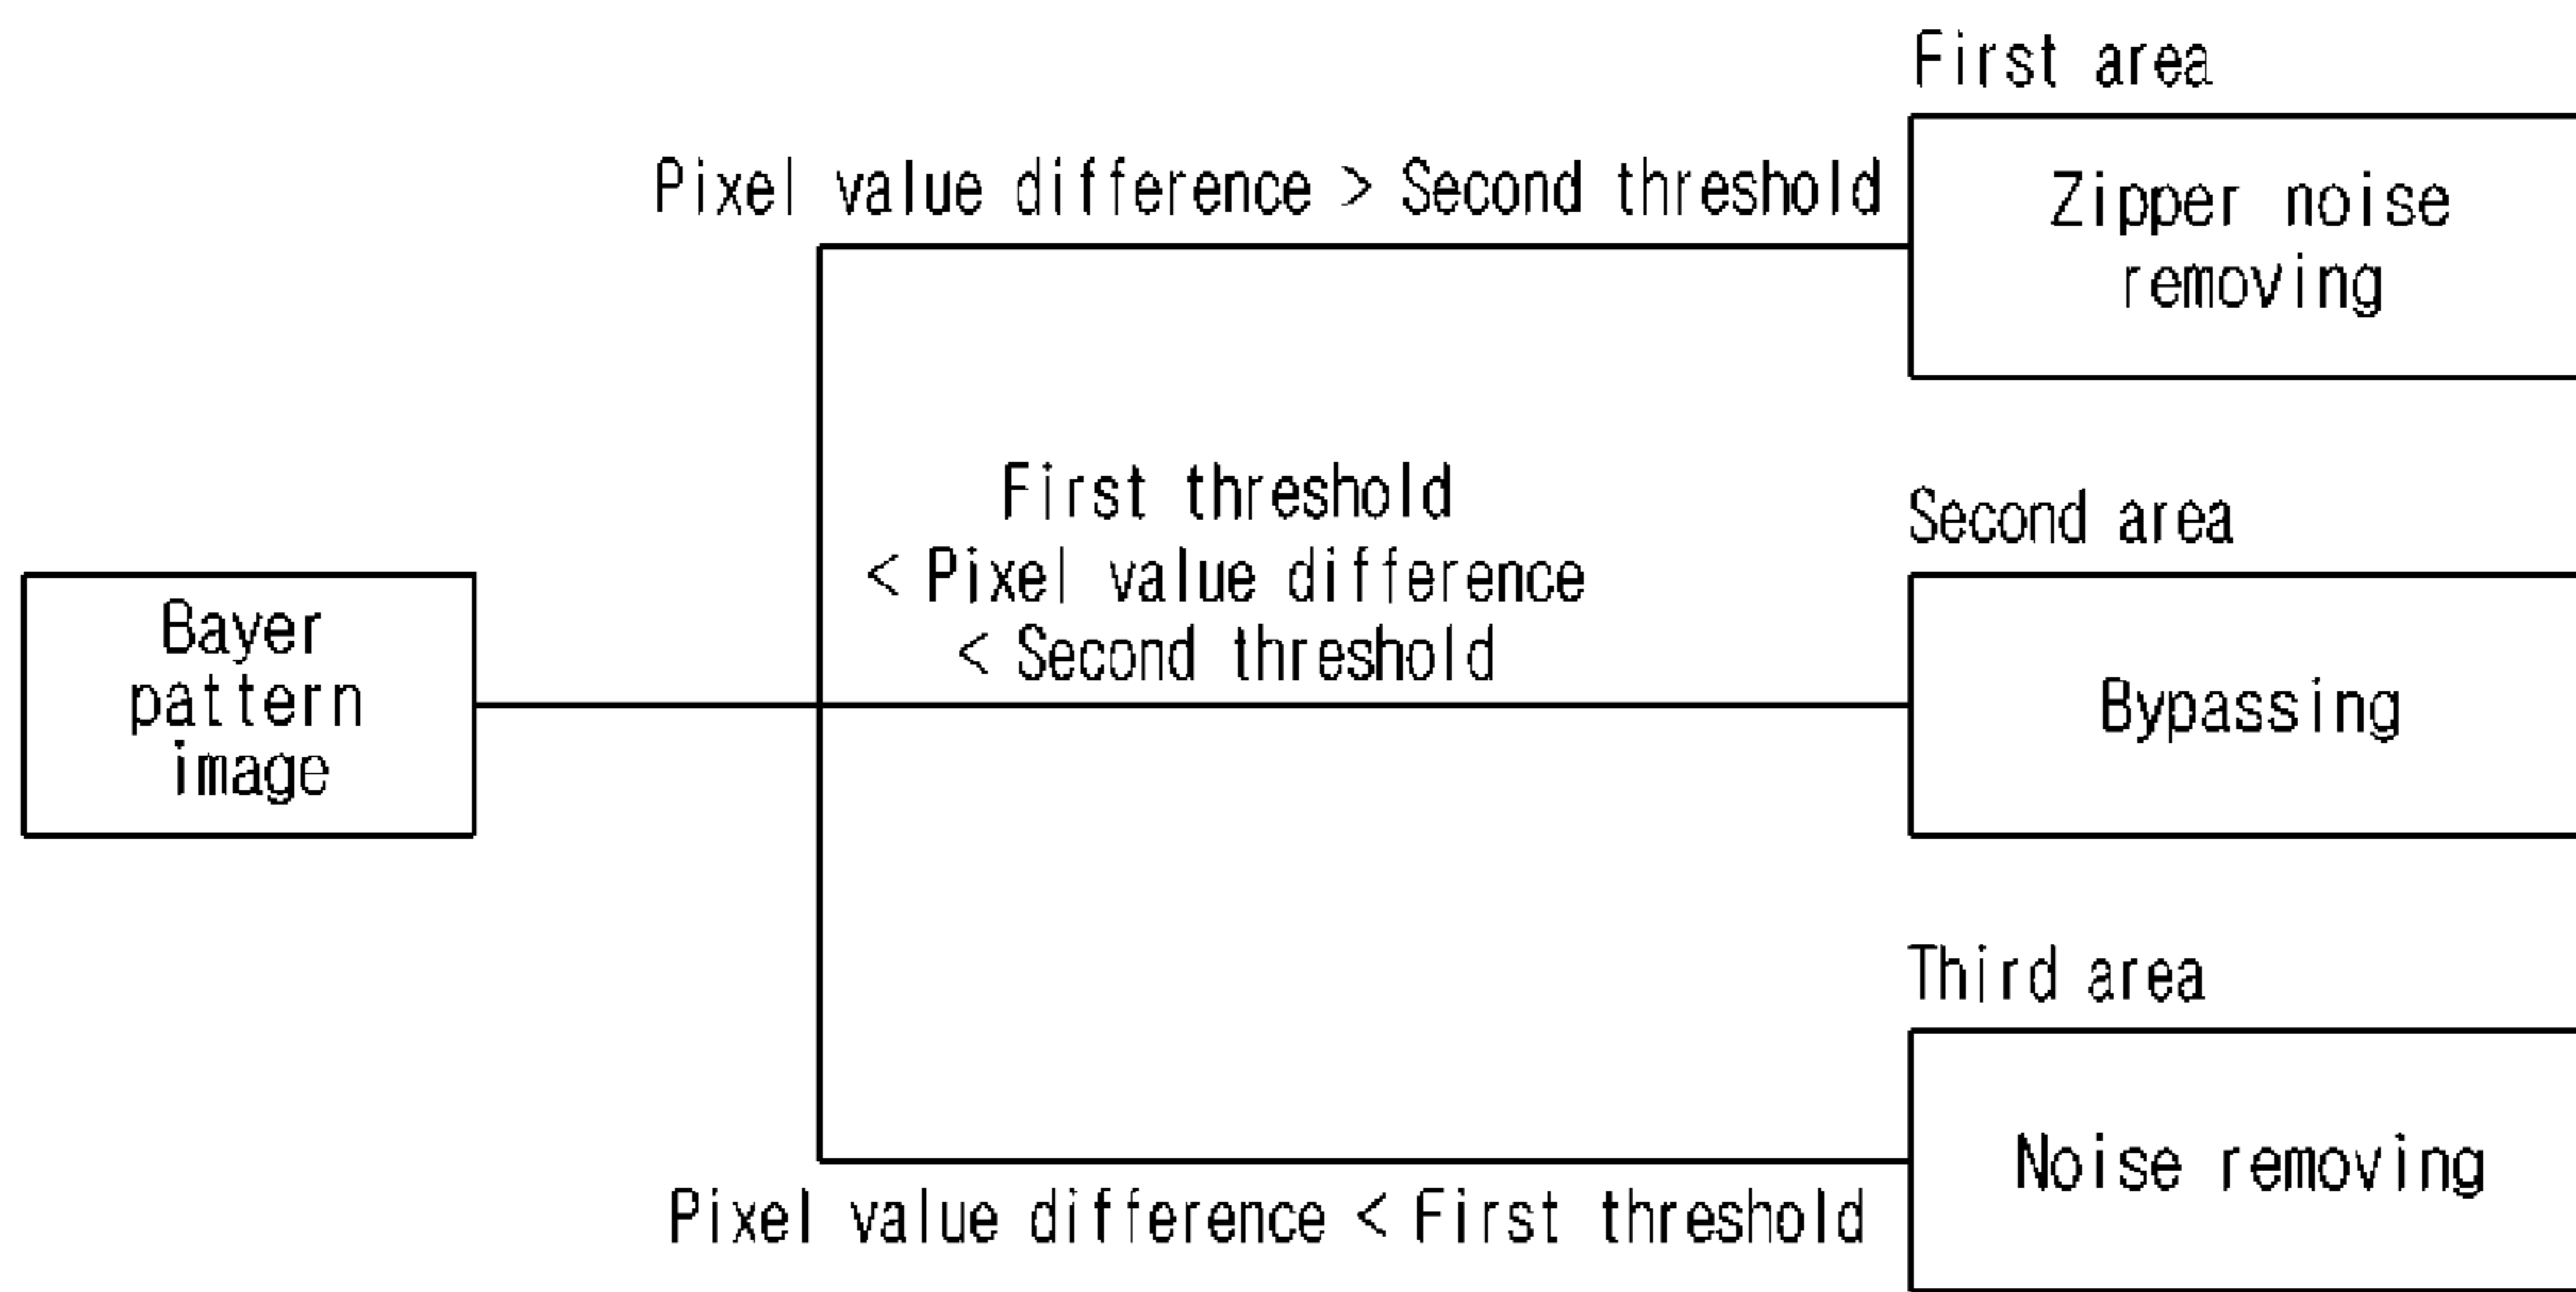 First area
Pixel value difference > Second threshold
Zipper noise
removing
First threshold
< Pixel value difference
< Second threshold
Second area
Bayer
pattern
image
Bypassing
Third area
Noise removing
Pixel value difference < First threshold